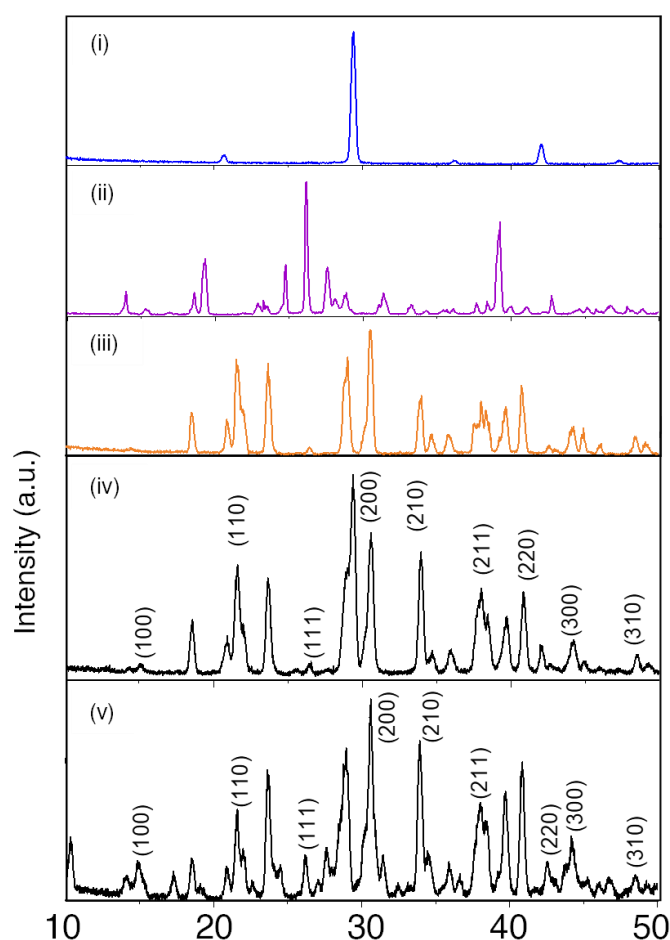 (i)
(ii)
(iii)
(iv)
(100)
(110)
(111)
(200)
(210)
(211)
(220)
(300)
(310)
(v)
(100)
(110)
(111)
(200)
(210)
(211)
(220)
(300)
(310)
Intensity (a.u.)
10 20 30 40 50